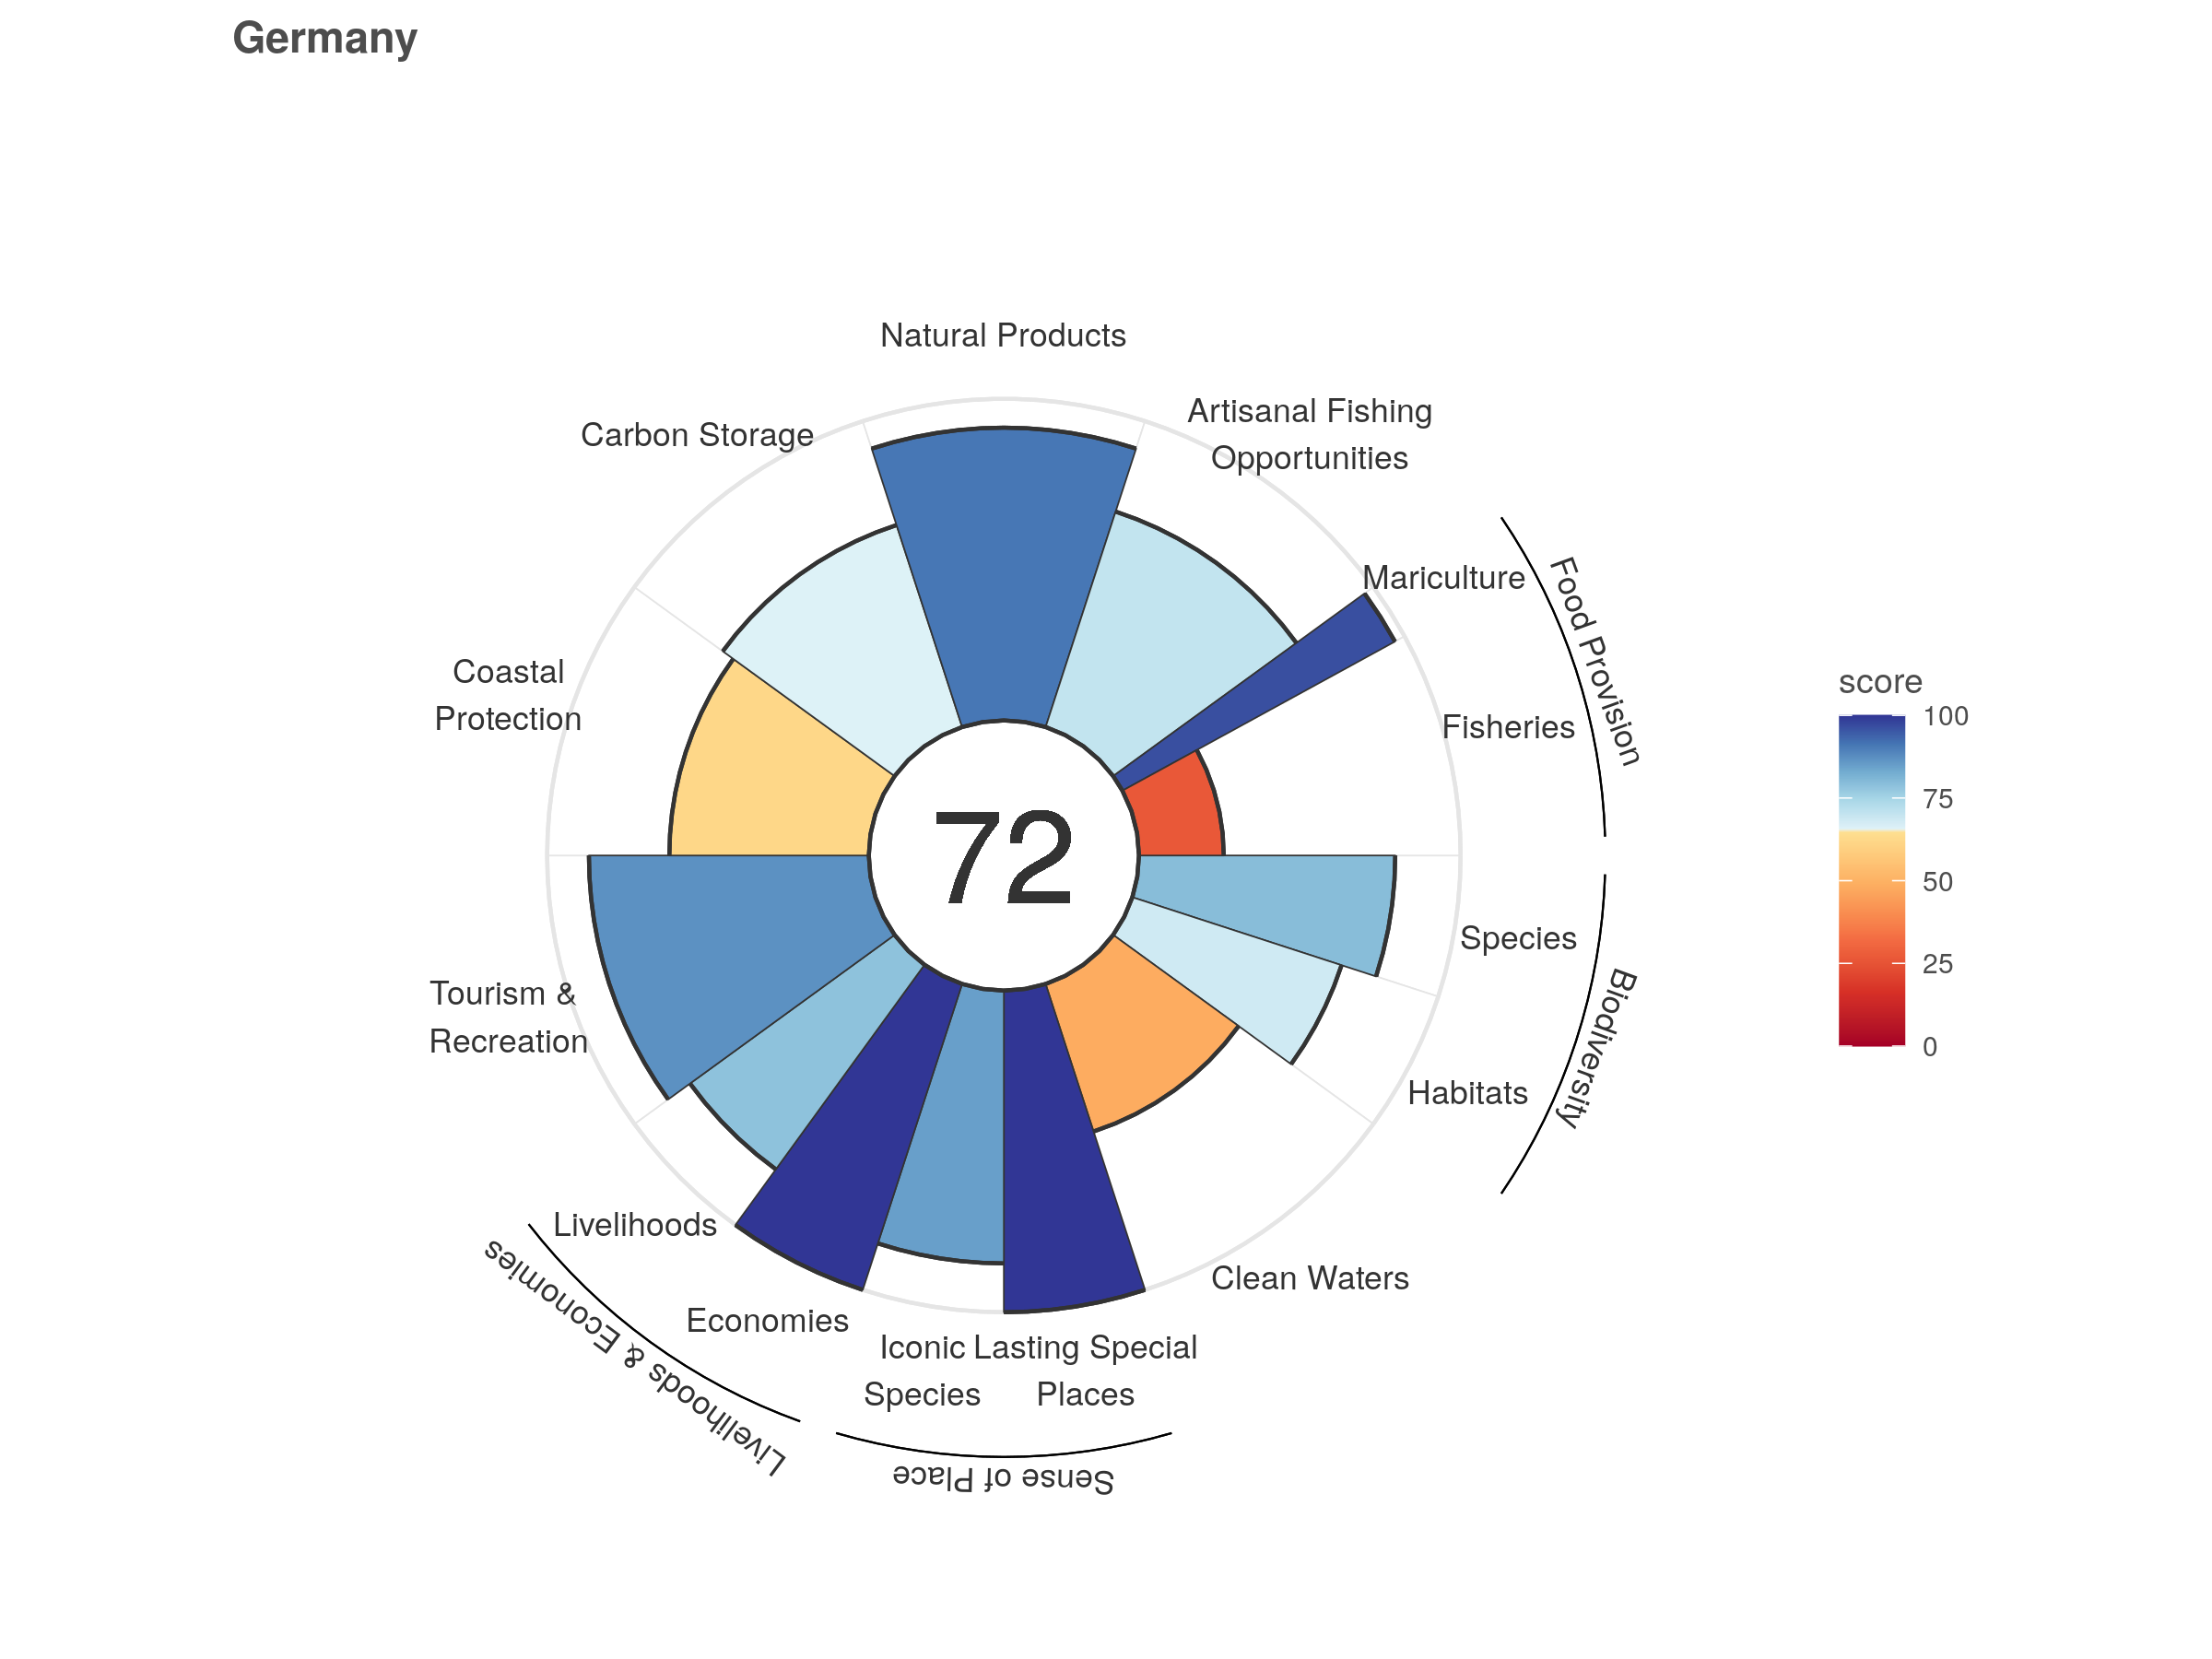 Germany
Natural Products
Artisanal Fishing
Opportunities
Carbon Storage
Mariculture
Food Provision
Coastal
Protection
Fisheries
72
score
100
75
50
25
0
Species
Biodiversity
Tourism &
Recreation
Habitats
Livelihoods
Livelihoods & Economies
Clean Waters
Economies
Iconic
Species
Lasting Special
Places
Sense of Place